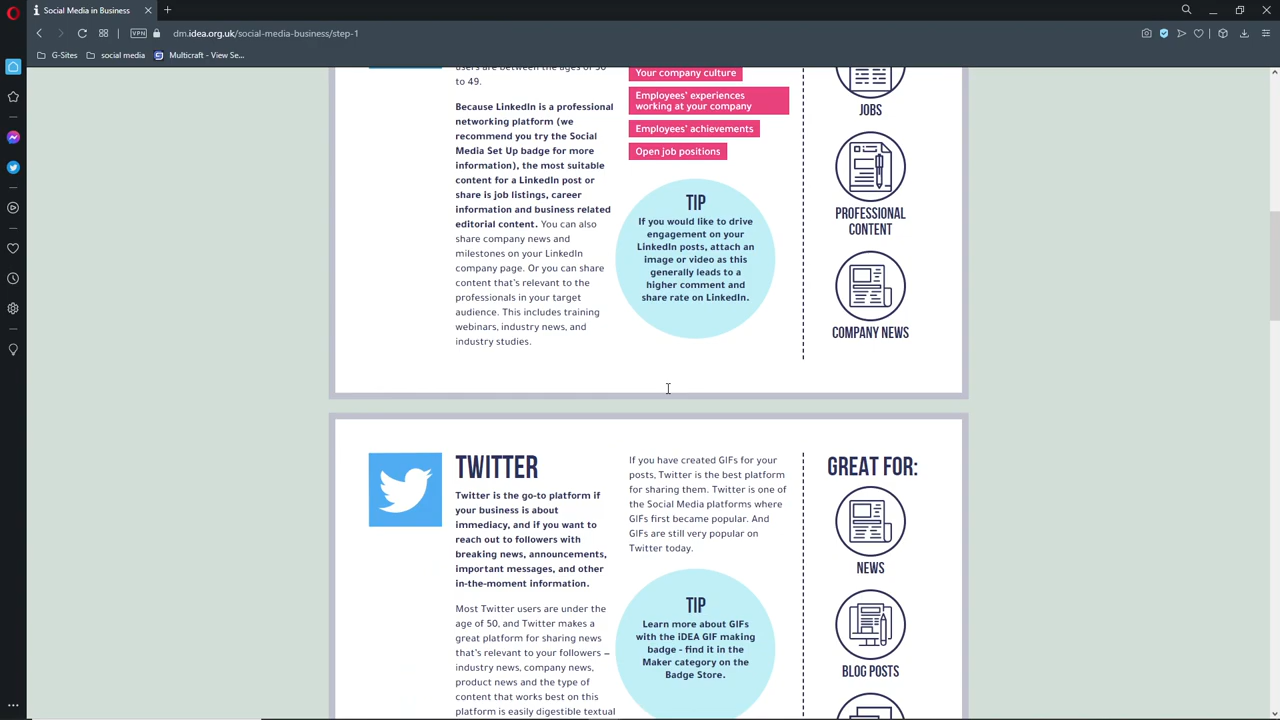 Social Media in Business
VPN
dm.idea.org.uk/social-media-business/step-1
G-Sites
social media
Multicraft - View Se...
users are between the ages of 30
to 49.
Because LinkedIn is a professional
networking platform (we
recommend you try the Social
Media Set Up badge for more
information), the most suitable
content for a LinkedIn post or
share is job listings, career
information and business related
editorial content. You can also
share company news and
milestones on your LinkedIn
company page. Or you can share
content that's relevant to the
professionals in your target
audience. This includes training
webinars, industry news, and
industry studies.
Your company culture
Employees' experiences
working at your company
Employees' achievements
Open job positions
TIP
If you would like to drive
engagement on your
LinkedIn posts, attach an
image or video as this
generally leads to a
higher comment and
share rate on LinkedIn.
JOBS
PROFESSIONAL
CONTENT
COMPANY NEWS
TWITTER
Twitter is the go-to platform if
your business is about
immediacy, and if you want to
reach out to followers with
breaking news, announcements,
important messages, and other
in-the-moment information.
Most Twitter users are under the
age of 50, and Twitter makes a
great platform for sharing news
that's relevant to your followers –
industry news, company news,
product news and the type of
content that works best on this
platform is easily digestible textual
If you have created GIFs for your
posts, Twitter is the best platform
for sharing them. Twitter is one of
the Social Media platforms where
GIFs first became popular. And
GIFs are still very popular on
Twitter today.
TIP
Learn more about GIFs
with the iDEA GIF making
badge - find it in the
Maker category on the
Badge Store.
GREAT FOR:
NEWS
BLOG POSTS